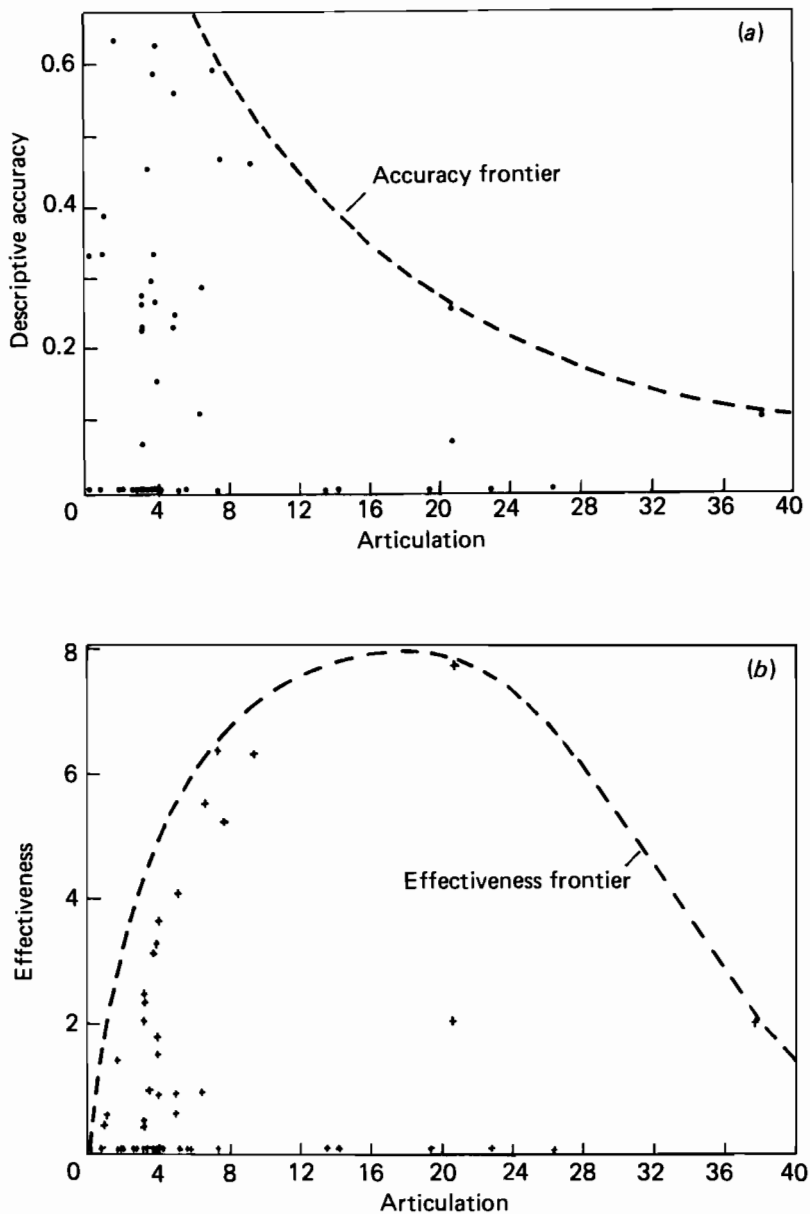 (a)
0.6
0.4
0.2
Descriptive accuracy
Accuracy frontier
0 4 8 12 16 20 24 28 32 36 40
Articulation
(b)
8
6
4
2
Effectiveness
Effectiveness frontier
0 4 8 12 16 20 24 28 32 36 40
Articulation